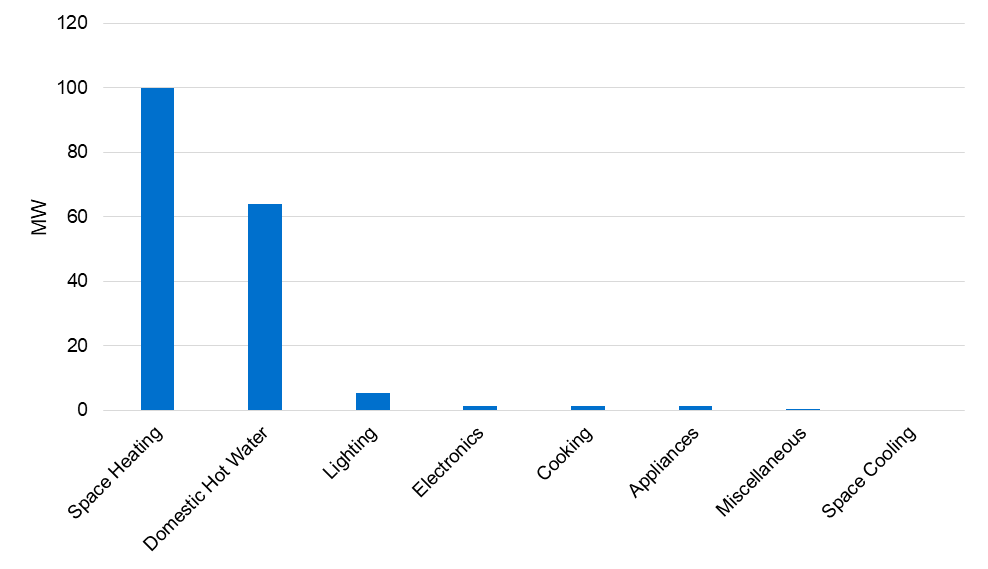 120
100
80
60
40
20
0
MW
Space Heating
Domestic Hot Water
Lighting
Electronics
Cooking
Appliances
Miscellaneous
Space Cooling